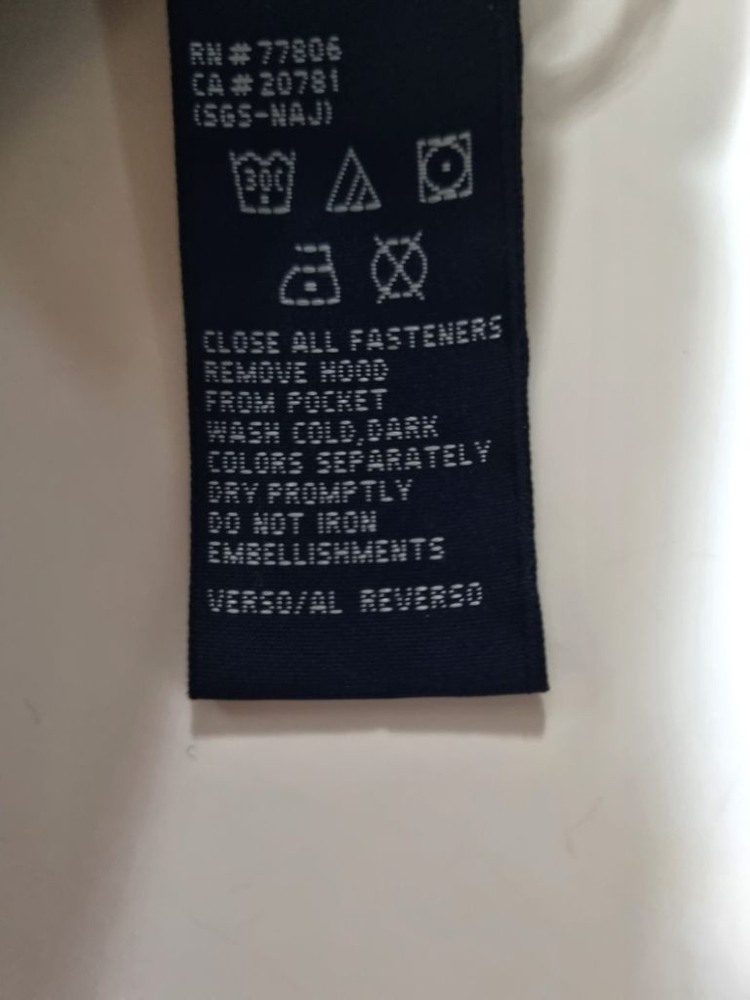 RN#77806
CA#20781
(SGS-NAJ)
30C
CLOSE ALL FASTENERS
REMOVE HOOD
FROM POCKET
WASH COLD,DARK
COLORS SEPARATELY
DRY PROMPTLY
DO NOT IRON
EMBELLISHMENTS
VERSO/AL REVERSO